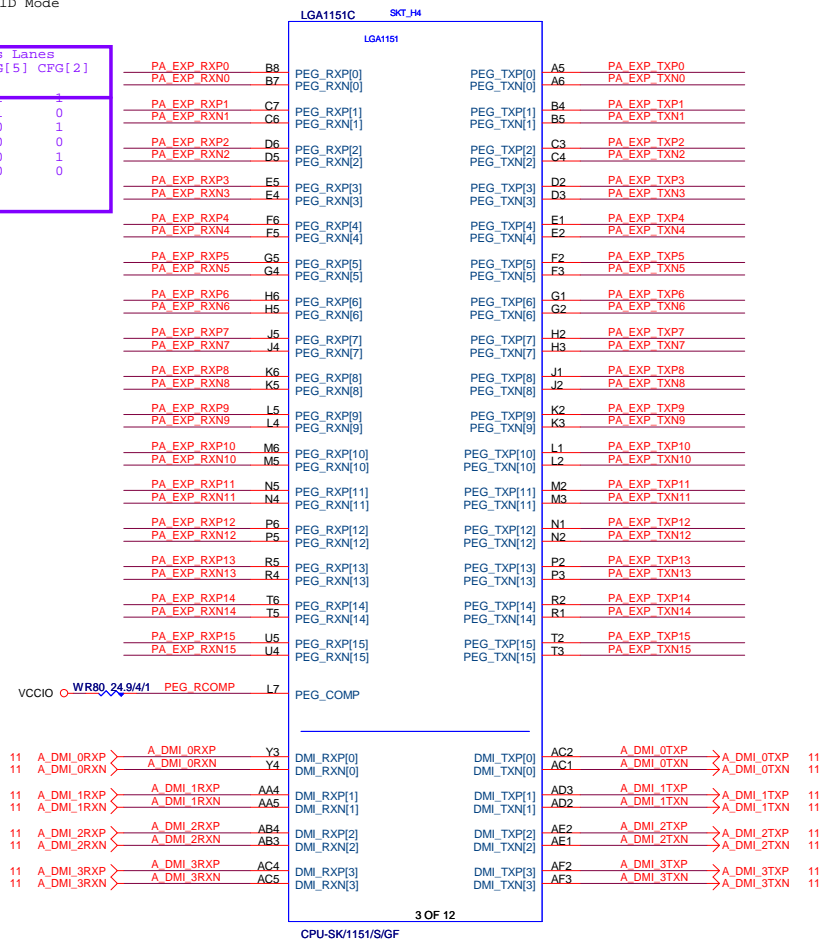 ID Mode
LGA1151C SKT_H4
LGA1151
s Lanes
G[5] CFG[2]
1
0
1
0
1
0
PA_EXP_RXP0 B8 PEG_RXP[0] PEG_TXP[0] A5 PA_EXP_TXP0
PA_EXP_RXN0 B7 PEG_RXN[0] PEG_TXN[0] A6 PA_EXP_TXN0
PA_EXP_RXP1 C7 PEG_RXP[1] PEG_TXP[1] B4 PA_EXP_TXP1
PA_EXP_RXN1 C6 PEG_RXN[1] PEG_TXN[1] B5 PA_EXP_TXN1
PA_EXP_RXP2 D6 PEG_RXP[2] PEG_TXP[2] C3 PA_EXP_TXP2
PA_EXP_RXN2 D5 PEG_RXN[2] PEG_TXN[2] C4 PA_EXP_TXN2
PA_EXP_RXP3 E5 PEG_RXP[3] PEG_TXP[3] D2 PA_EXP_TXP3
PA_EXP_RXN3 E4 PEG_RXN[3] PEG_TXN[3] D3 PA_EXP_TXN3
PA_EXP_RXP4 F6 PEG_RXP[4] PEG_TXP[4] E1 PA_EXP_TXP4
PA_EXP_RXN4 F5 PEG_RXN[4] PEG_TXN[4] E2 PA_EXP_TXN4
PA_EXP_RXP5 G5 PEG_RXP[5] PEG_TXP[5] F2 PA_EXP_TXP5
PA_EXP_RXN5 G4 PEG_RXN[5] PEG_TXN[5] F3 PA_EXP_TXN5
PA_EXP_RXP6 H6 PEG_RXP[6] PEG_TXP[6] G1 PA_EXP_TXP6
PA_EXP_RXN6 H5 PEG_RXN[6] PEG_TXN[6] G2 PA_EXP_TXN6
PA_EXP_RXP7 J5 PEG_RXP[7] PEG_TXP[7] H2 PA_EXP_TXP7
PA_EXP_RXN7 J4 PEG_RXN[7] PEG_TXN[7] H3 PA_EXP_TXN7
PA_EXP_RXP8 K6 PEG_RXP[8] PEG_TXP[8] J1 PA_EXP_TXP8
PA_EXP_RXN8 K5 PEG_RXN[8] PEG_TXN[8] J2 PA_EXP_TXN8
PA_EXP_RXP9 L5 PEG_RXP[9] PEG_TXP[9] K2 PA_EXP_TXP9
PA_EXP_RXN9 L4 PEG_RXN[9] PEG_TXN[9] K3 PA_EXP_TXN9
PA_EXP_RXP10 M6 PEG_RXP[10] PEG_TXP[10] L1 PA_EXP_TXP10
PA_EXP_RXN10 M5 PEG_RXN[10] PEG_TXN[10] L2 PA_EXP_TXN10
PA_EXP_RXP11 N5 PEG_RXP[11] PEG_TXP[11] M2 PA_EXP_TXP11
PA_EXP_RXN11 N4 PEG_RXN[11] PEG_TXN[11] M3 PA_EXP_TXN11
PA_EXP_RXP12 P6 PEG_RXP[12] PEG_TXP[12] N1 PA_EXP_TXP12
PA_EXP_RXN12 P5 PEG_RXN[12] PEG_TXN[12] N2 PA_EXP_TXN12
PA_EXP_RXP13 R5 PEG_RXP[13] PEG_TXP[13] P2 PA_EXP_TXP13
PA_EXP_RXN13 R4 PEG_RXN[13] PEG_TXN[13] P3 PA_EXP_TXN13
PA_EXP_RXP14 T6 PEG_RXP[14] PEG_TXP[14] R2 PA_EXP_TXP14
PA_EXP_RXN14 T5 PEG_RXN[14] PEG_TXN[14] R1 PA_EXP_TXN14
PA_EXP_RXP15 U5 PEG_RXP[15] PEG_TXP[15] T2 PA_EXP_TXP15
PA_EXP_RXN15 U4 PEG_RXN[15] PEG_TXN[15] T3 PA_EXP_TXN15
VCCIO WR80 24.9/4/1 PEG_RCOMP L7 PEG_COMP
11 A_DMI_0RXP A_DMI_0RXP Y3 DMI_RXP[0] DMI_TXP[0] AC2 A_DMI_0TXP A_DMI_0TXP 11
11 A_DMI_0RXN A_DMI_0RXN Y4 DMI_RXN[0] DMI_TXN[0] AC1 A_DMI_0TXN A_DMI_0TXN 11
11 A_DMI_1RXP A_DMI_1RXP AA4 DMI_RXP[1] DMI_TXP[1] AD3 A_DMI_1TXP A_DMI_1TXP 11
11 A_DMI_1RXN A_DMI_1RXN AA5 DMI_RXN[1] DMI_TXN[1] AD2 A_DMI_1TXN A_DMI_1TXN 11
11 A_DMI_2RXP A_DMI_2RXP AB4 DMI_RXP[2] DMI_TXP[2] AE2 A_DMI_2TXP A_DMI_2TXP 11
11 A_DMI_2RXN A_DMI_2RXN AB3 DMI_RXN[2] DMI_TXN[2] AE1 A_DMI_2TXN A_DMI_2TXN 11
11 A_DMI_3RXP A_DMI_3RXP AC4 DMI_RXP[3] DMI_TXP[3] AF2 A_DMI_3TXP A_DMI_3TXP 11
11 A_DMI_3RXN A_DMI_3RXN AC5 DMI_RXN[3] DMI_TXN[3] AF3 A_DMI_3TXN A_DMI_3TXN 11
3 OF 12
CPU-SK/1151/S/GF